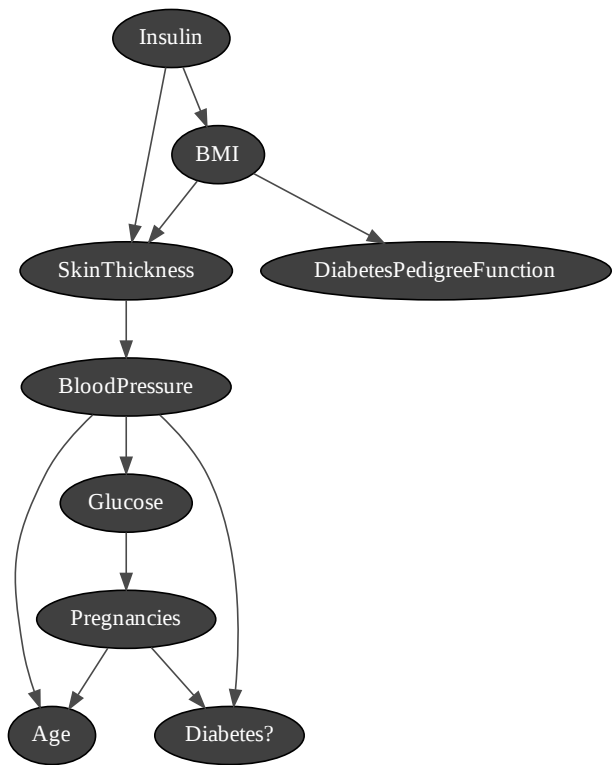 Insulin
BMI
SkinThickness
DiabetesPedigreeFunction
BloodPressure
Glucose
Pregnancies
Age
Diabetes?